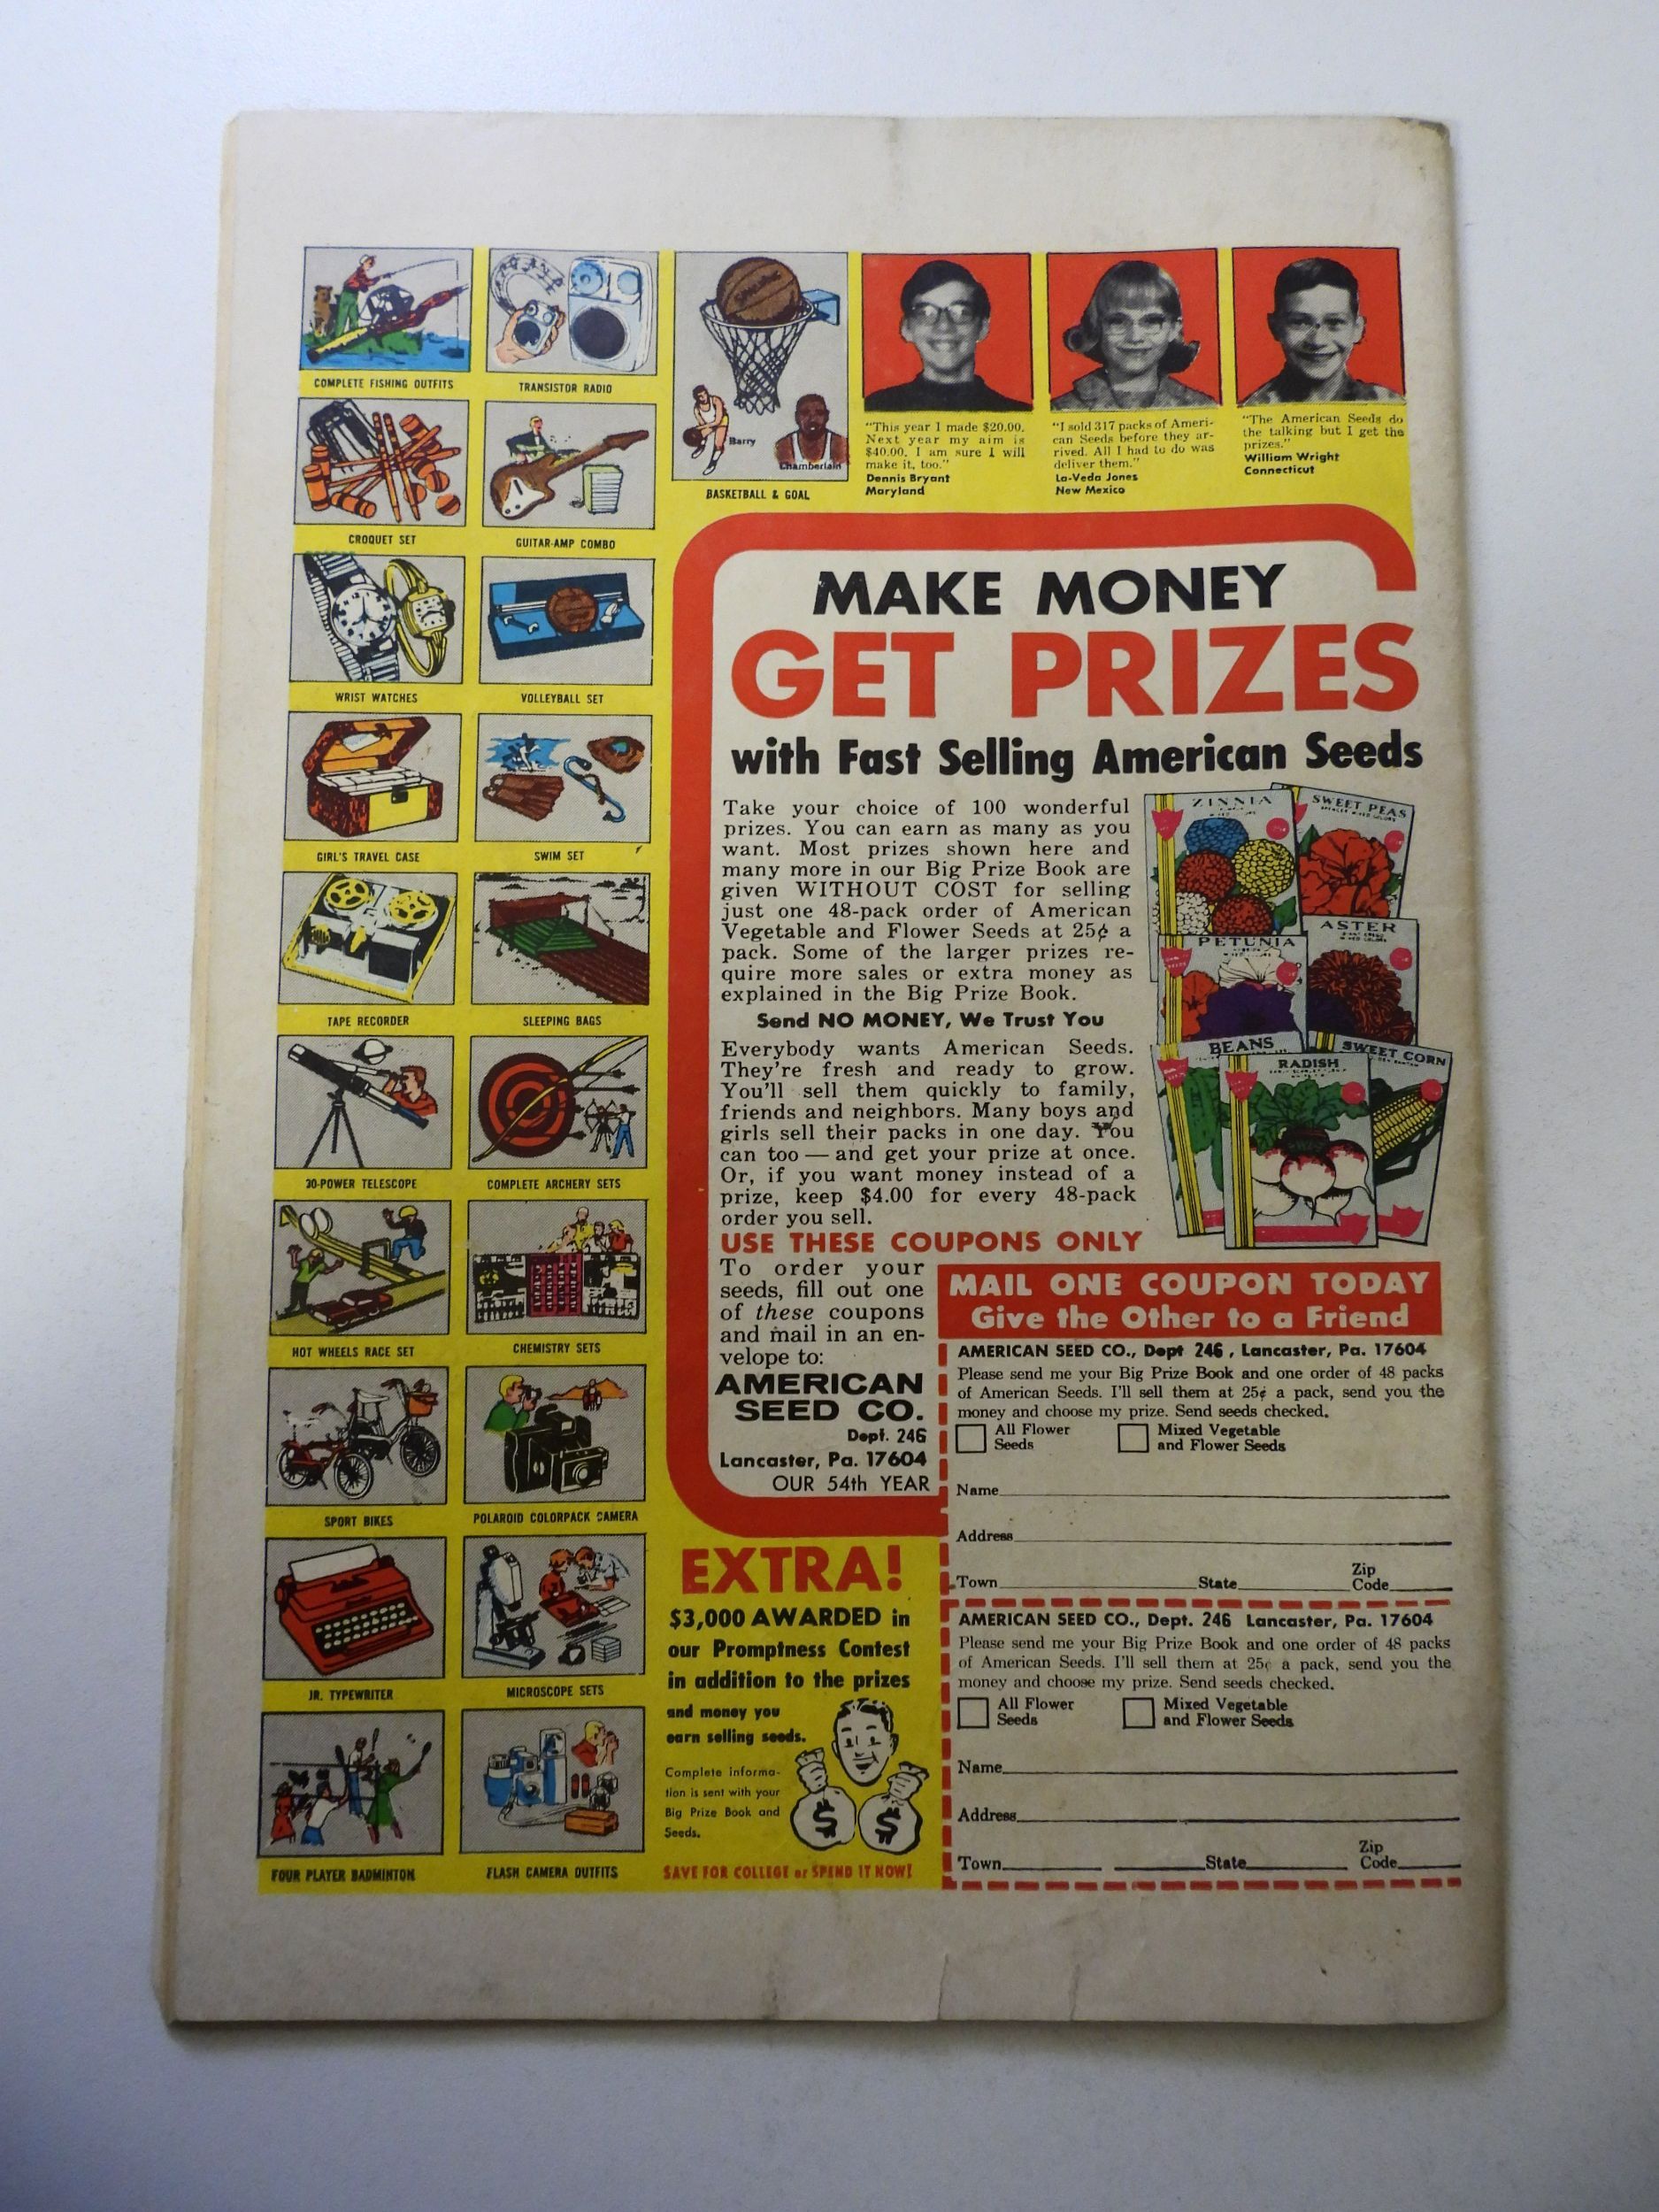 COMPLETE FISHING OUTFITS
TRANSISTOR RADIO
Spalding
Barry
Chamberlain
BASKETBALL & GOAL
"This year I made $20.00.
Next year my aim is
$40.00. I am sure I will
make it, too."
Dennis Bryant
Maryland
"I sold 317 packs of Ameri-
can Seeds before they ar-
rived. All I had to do was
deliver them."
La-Veda Jones
New Mexico
"The American Seeds do
the talking but I get the
prizes."
William Wright
Connecticut
CROQUET SET
GUITAR-AMP COMBO
WRIST WATCHES
VOLLEYBALL SET
GIRL'S TRAVEL CASE
SWIM SET
TAPE RECORDER
SLEEPING BAGS
30-POWER TELESCOPE
COMPLETE ARCHERY SETS
HOT WHEELS RACE SET
CHEMISTRY SETS
SPORT BIKES
POLAROID COLORPACK CAMERA
JR. TYPEWRITER
MICROSCOPE SETS
FOUR PLAYER BADMINTON
FLASH CAMERA OUTFITS
MAKE MONEY
GET PRIZES
with Fast Selling American Seeds
Take your choice of 100 wonderful
prizes. You can earn as many as you
want. Most prizes shown here and
many more in our Big Prize Book are
given WITHOUT COST for selling
just one 48-pack order of American
Vegetable and Flower Seeds at 25¢ a
pack. Some of the larger prizes re-
quire more sales or extra money as
explained in the Big Prize Book.
Send NO MONEY, We Trust You
Everybody wants American Seeds.
They're fresh and ready to grow.
You'll sell them quickly to family,
friends and neighbors. Many boys and
girls sell their packs in one day. You
can too — and get your prize at once.
Or, if you want money instead of a
prize, keep $4.00 for every 48-pack
order you sell.
ZINNIA
SWEET PEAS
PETUNIA
ASTER
BEANS
RADISH
SWEET CORN
USE THESE COUPONS ONLY
To order your
seeds, fill out one
of these coupons
and mail in an en-
velope to:
AMERICAN
SEED CO.
Dept. 246
Lancaster, Pa. 17604
OUR 54th YEAR
MAIL ONE COUPON TODAY
Give the Other to a Friend
AMERICAN SEED CO., Dept 246, Lancaster, Pa. 17604
Please send me your Big Prize Book and one order of 48 packs
of American Seeds. I'll sell them at 25¢ a pack, send you the
money and choose my prize. Send seeds checked.
All Flower
Seeds
Mixed Vegetable
and Flower Seeds
Name
Address
Town State Zip
Code
AMERICAN SEED CO., Dept. 246 Lancaster, Pa. 17604
Please send me your Big Prize Book and one order of 48 packs
of American Seeds. I'll sell them at 25¢ a pack, send you the
money and choose my prize. Send seeds checked.
All Flower
Seeds
Mixed Vegetable
and Flower Seeds
Name
Address
Town State Zip
Code
EXTRA!
$3,000 AWARDED in
our Promptness Contest
in addition to the prizes
and money you
earn selling seeds.
Complete informa-
tion is sent with your
Big Prize Book and
Seeds.
$ $
SAVE FOR COLLEGE or SPEND IT NOW!